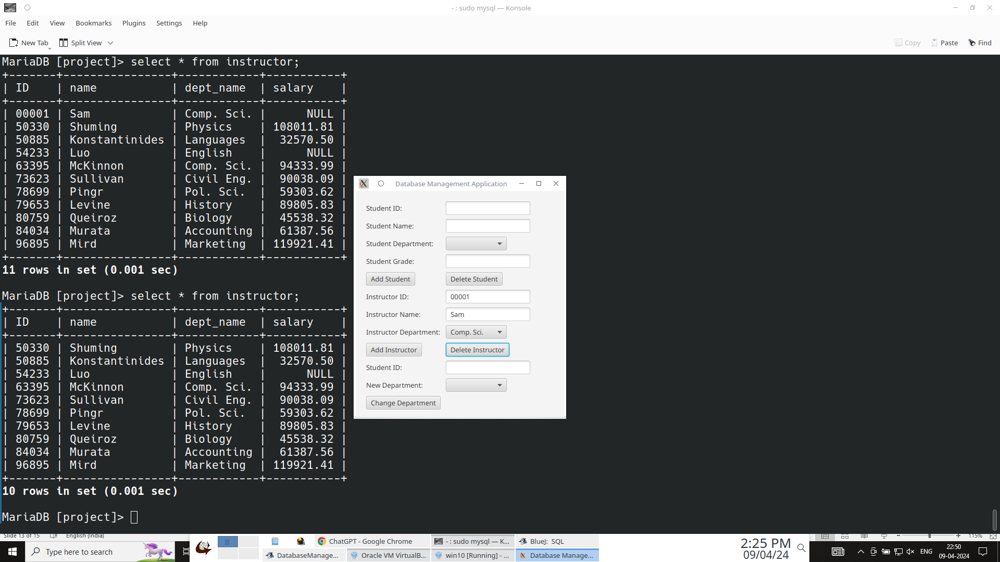 - : sudo mysql — Konsole
File Edit View Bookmarks Plugins Settings Help
New Tab Split View Copy Paste Find
MariaDB [project]> select * from instructor;
+-------+----------------+------------+-----------+
| ID    | name           | dept_name  | salary    |
+-------+----------------+------------+-----------+
| 00001 | Sam            | Comp. Sci. |      NULL |
| 50330 | Shuming        | Physics    | 108011.81 |
| 50885 | Konstantinides | Languages  |  32570.50 |
| 54233 | Luo            | English    |      NULL |
| 63395 | McKinnon       | Comp. Sci. |  94333.99 |
| 73623 | Sullivan       | Civil Eng. |  90038.09 |
| 78699 | Pingr          | Pol. Sci.  |  59303.62 |
| 79653 | Levine         | History    |  89805.83 |
| 80759 | Queiroz        | Biology    |  45538.32 |
| 84034 | Murata         | Accounting |  61387.56 |
| 96895 | Mird           | Marketing  | 119921.41 |
+-------+----------------+------------+-----------+
11 rows in set (0.001 sec)
MariaDB [project]> select * from instructor;
+-------+----------------+------------+-----------+
| ID    | name           | dept_name  | salary    |
+-------+----------------+------------+-----------+
| 50330 | Shuming        | Physics    | 108011.81 |
| 50885 | Konstantinides | Languages  |  32570.50 |
| 54233 | Luo            | English    |      NULL |
| 63395 | McKinnon       | Comp. Sci. |  94333.99 |
| 73623 | Sullivan       | Civil Eng. |  90038.09 |
| 78699 | Pingr          | Pol. Sci.  |  59303.62 |
| 79653 | Levine         | History    |  89805.83 |
| 80759 | Queiroz        | Biology    |  45538.32 |
| 84034 | Murata         | Accounting |  61387.56 |
| 96895 | Mird           | Marketing  | 119921.41 |
+-------+----------------+------------+-----------+
10 rows in set (0.001 sec)
MariaDB [project]>
Database Management Application
Student ID:
Student Name:
Student Department:
Student Grade:
Add Student Delete Student
Instructor ID: 00001
Instructor Name: Sam
Instructor Department: Comp. Sci.
Add Instructor Delete Instructor
Student ID:
New Department:
Change Department
Slide 13 of 15 English (India) 115%
ChatGPT - Google Chrome - : sudo mysql — K... BlueJ: SQL
DatabaseManage... Oracle VM VirtualB... win10 [Running] - ... Database Manage...
2:25 PM
09/04/24
Type here to search
ENG
22:50
09-04-2024